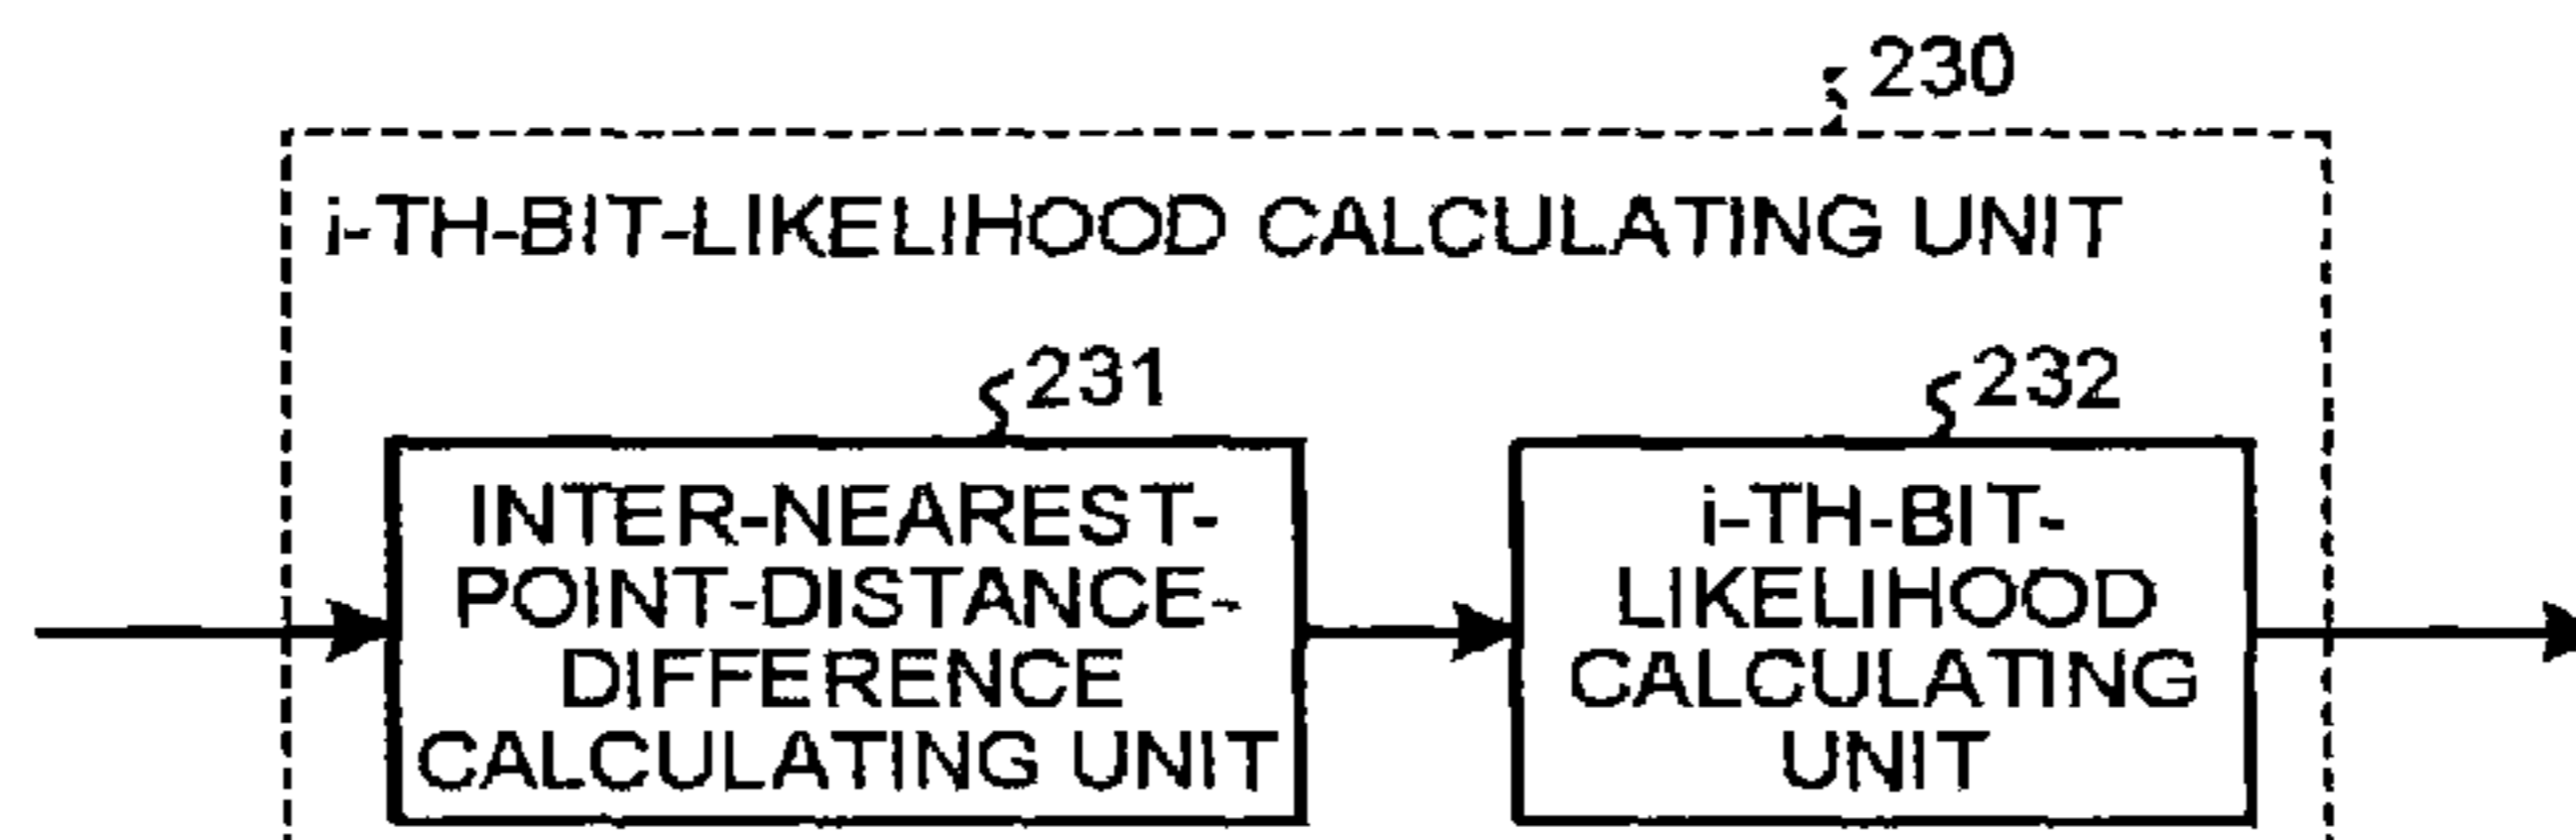 230
i-TH-BIT-LIKELIHOOD CALCULATING UNIT
231
232
INTER-NEAREST-
POINT-DISTANCE-
DIFFERENCE
CALCULATING UNIT
i-TH-BIT-
LIKELIHOOD
CALCULATING
UNIT